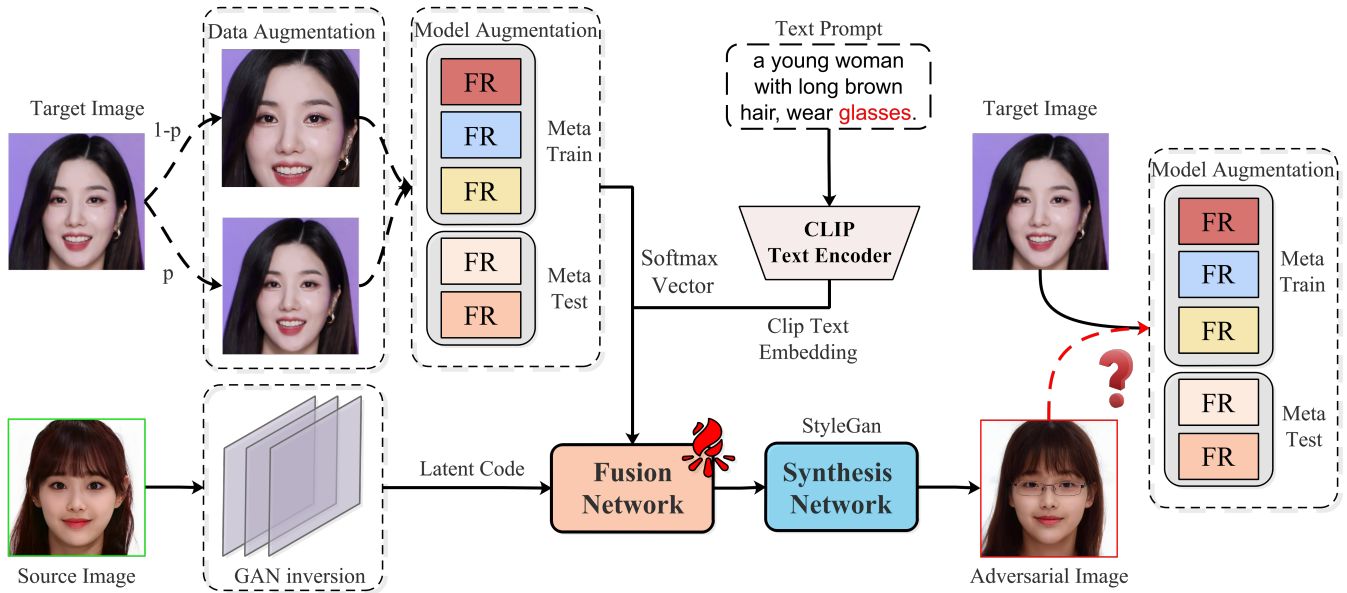 Data Augmentation
Model Augmentation
Target Image
1-p
p
FR
FR
FR
Meta
Train
FR
FR
Meta
Test
Text Prompt
a young woman
with long brown
hair, wear glasses.
CLIP
Text Encoder
Softmax
Vector
Clip Text
Embedding
Target Image
Model Augmentation
FR
FR
FR
Meta
Train
FR
FR
Meta
Test
?
Source Image
GAN inversion
Latent Code
Fusion
Network
StyleGan
Synthesis
Network
Adversarial Image